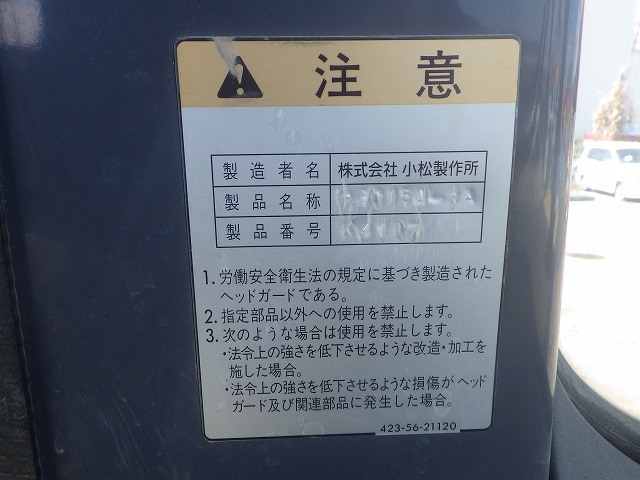 注意
製造者名 株式会社 小松製作所
製品名称
製品番号
1. 労働安全衛生法の規定に基づき製造された
ヘッドガードである。
2. 指定部品以外への使用を禁止します。
3. 次のような場合は使用を禁止します。
・法令上の強さを低下させるような改造・加工を
施した場合。
・法令上の強さを低下させるような損傷がヘッド
ガード及び関連部品に発生した場合。
423-56-21120